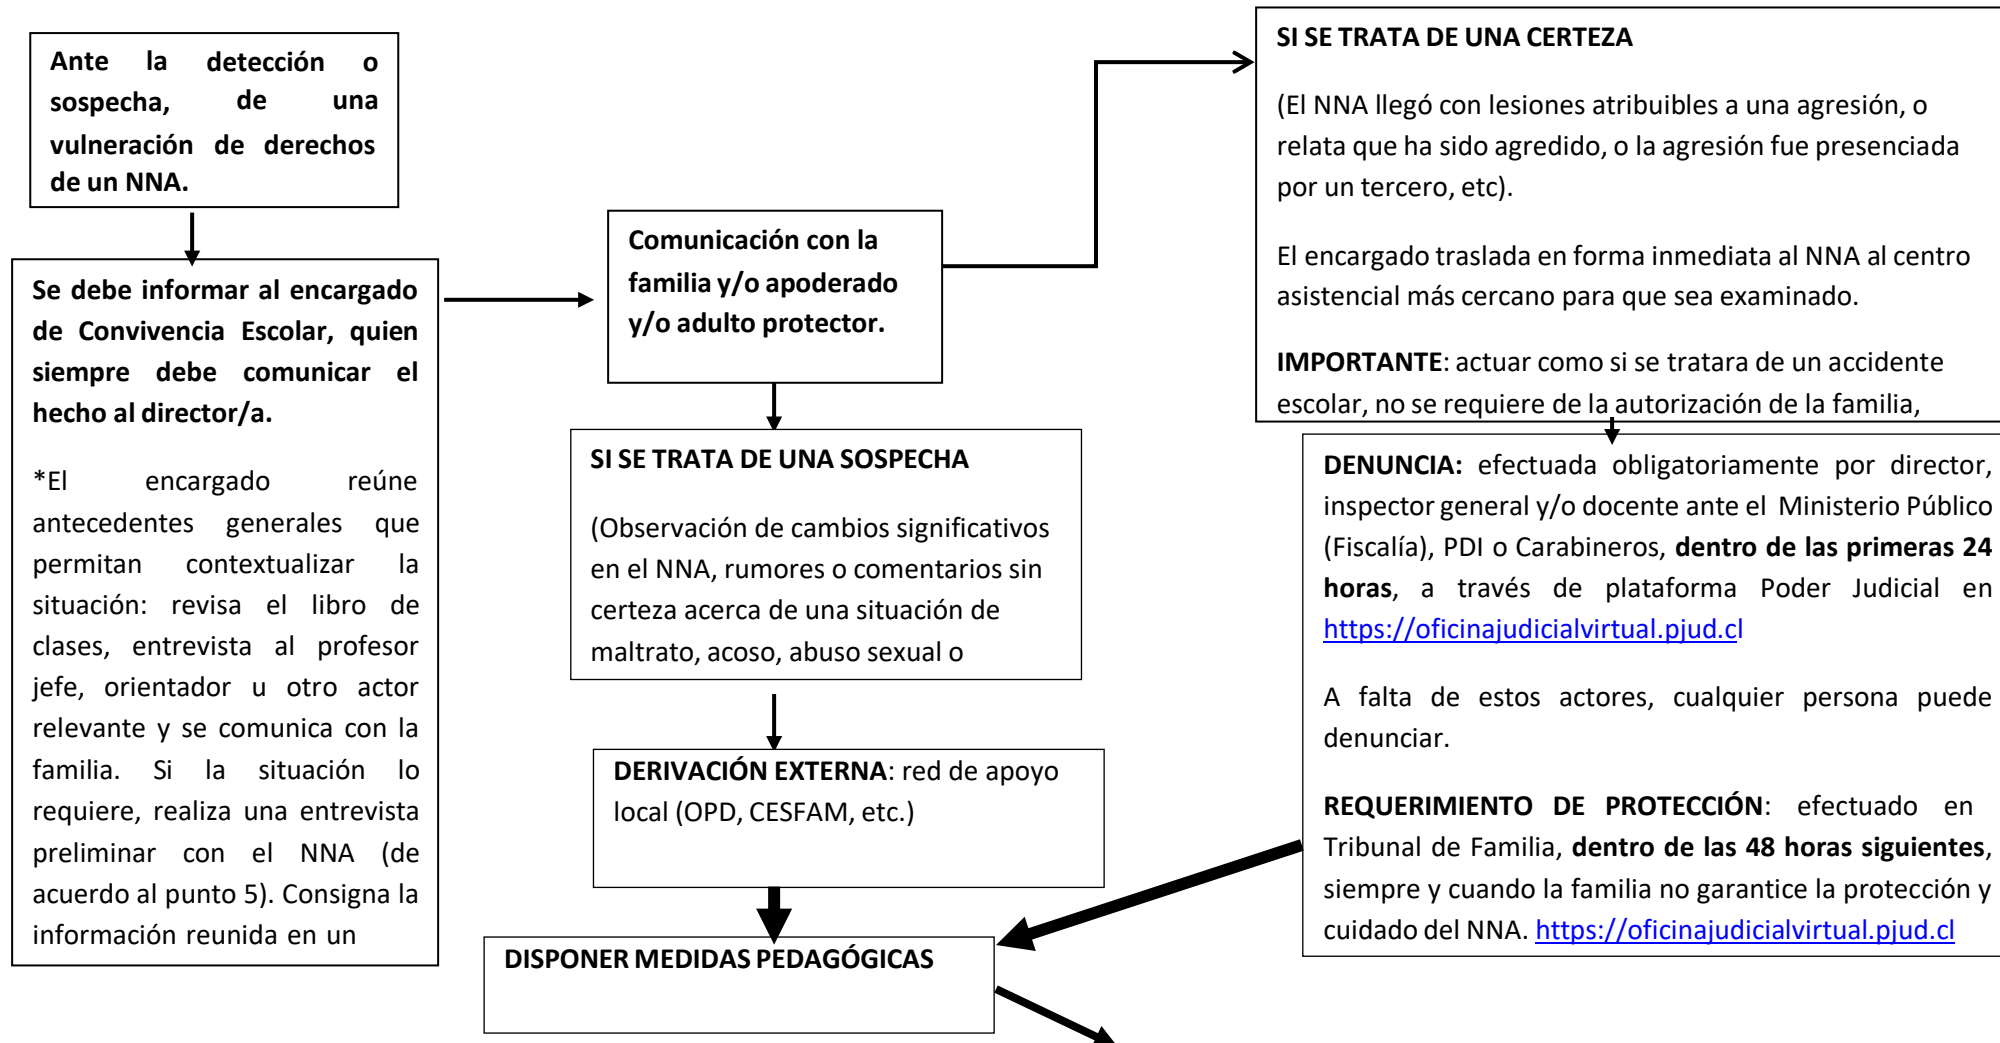 Ante la detección o
sospecha, de una
vulneración de derechos
de un NNA.
Se debe informar al encargado
de Convivencia Escolar, quien
siempre debe comunicar el
hecho al director/a.
*El encargado reúne
antecedentes generales que
permitan contextualizar la
situación: revisa el libro de
clases, entrevista al profesor
jefe, orientador u otro actor
relevante y se comunica con la
familia. Si la situación lo
requiere, realiza una entrevista
preliminar con el NNA (de
acuerdo al punto 5). Consigna la
información reunida en un
Comunicación con la
familia y/o apoderado
y/o adulto protector.
SI SE TRATA DE UNA SOSPECHA
(Observación de cambios significativos
en el NNA, rumores o comentarios sin
certeza acerca de una situación de
maltrato, acoso, abuso sexual o
DERIVACIÓN EXTERNA: red de apoyo
local (OPD, CESFAM, etc.)
SI SE TRATA DE UNA CERTEZA
(El NNA llegó con lesiones atribuibles a una agresión, o
relata que ha sido agredido, o la agresión fue presenciada
por un tercero, etc).
El encargado traslada en forma inmediata al NNA al centro
asistencial más cercano para que sea examinado.
IMPORTANTE: actuar como si se tratara de un accidente
escolar, no se requiere de la autorización de la familia,
DENUNCIA: efectuada obligatoriamente por director,
inspector general y/o docente ante el Ministerio Público
(Fiscalía), PDI o Carabineros, dentro de las primeras 24
horas, a través de plataforma Poder Judicial en
https://oficinajudicialvirtual.pjud.cl
A falta de estos actores, cualquier persona puede
denunciar.
REQUERIMIENTO DE PROTECCIÓN: efectuado en
Tribunal de Familia, dentro de las 48 horas siguientes,
siempre y cuando la familia no garantice la protección y
cuidado del NNA. https://oficinajudicialvirtual.pjud.cl
DISPONER MEDIDAS PEDAGÓGICAS